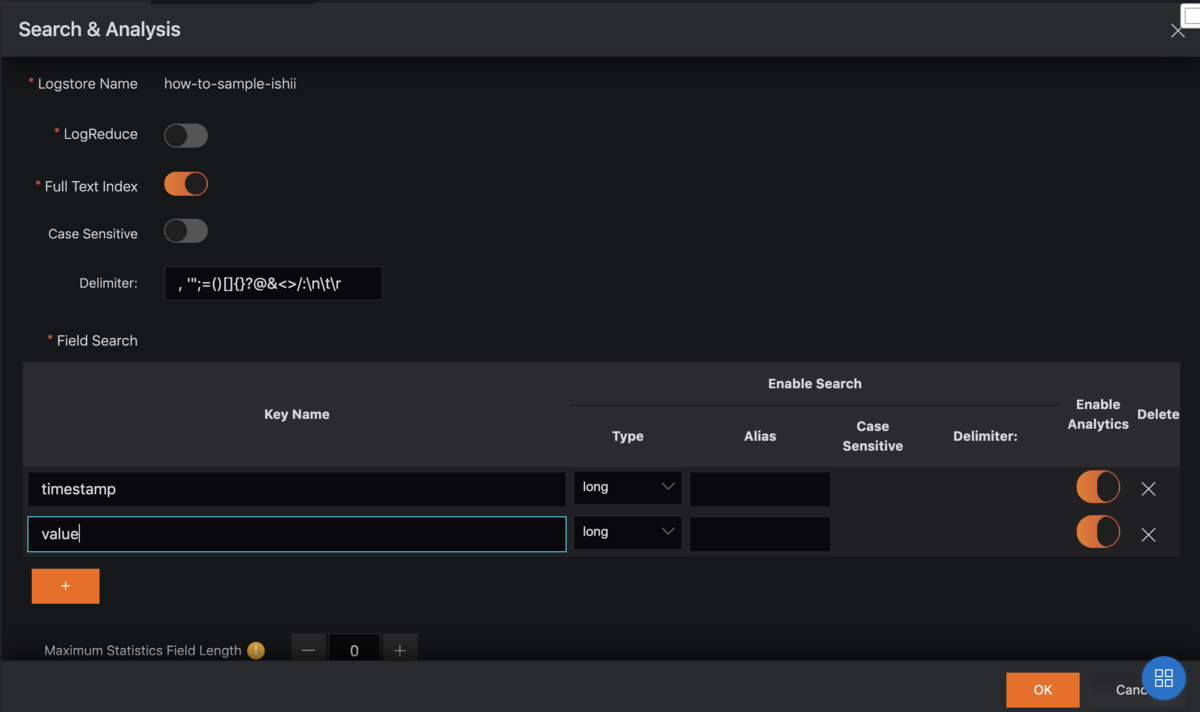 Search & Analysis
* Logstore Name how-to-sample-ishii
* LogReduce
* Full Text Index
Case Sensitive
Delimiter: , '";=()[]{}?@&<>/:\n\t\r
* Field Search
Key Name
Enable Search
Type
Alias
Case
Sensitive
Delimiter:
Enable
Analytics
Delete
timestamp long
value long
+
Maximum Statistics Field Length ! — 0 +
OK